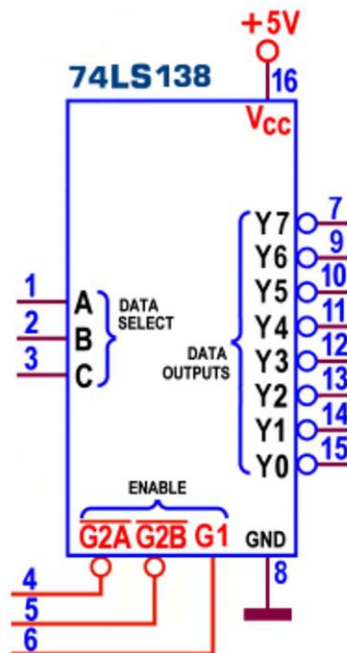 +5V
74LS138
16
VCC
7
Y7
9
Y6
10
Y5
11
Y4
12
Y3
13
Y2
14
Y1
15
Y0
1
A
2
B
3
C
DATA
SELECT
DATA
OUTPUTS
ENABLE
G2A G2B G1 GND
4
5
6
8